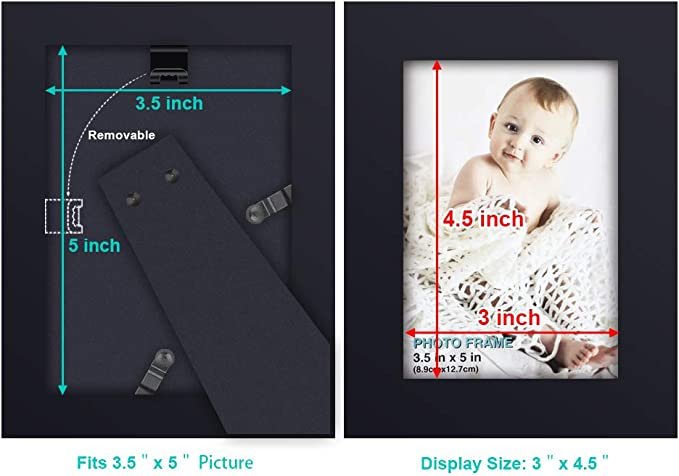 3.5 inch
Removable
5 inch
Fits 3.5 " x 5 " Picture
4.5 inch
3 inch
PHOTO FRAME
3.5 in x 5 in
(8.9cmx12.7cm)
Display Size: 3 " x 4.5 "